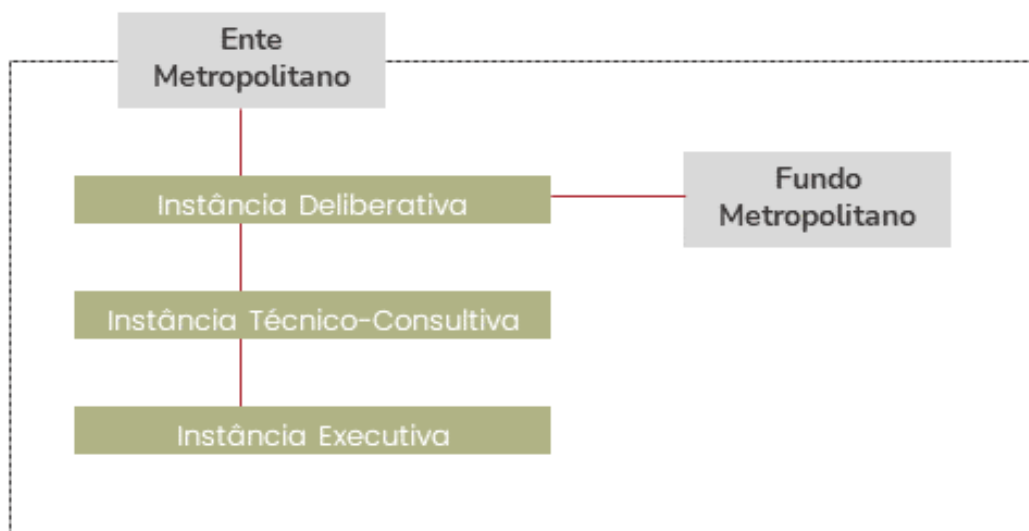 Ente
Metropolitano
Instância Deliberativa
Fundo
Metropolitano
Instância Técnico-Consultiva
Instância Executiva